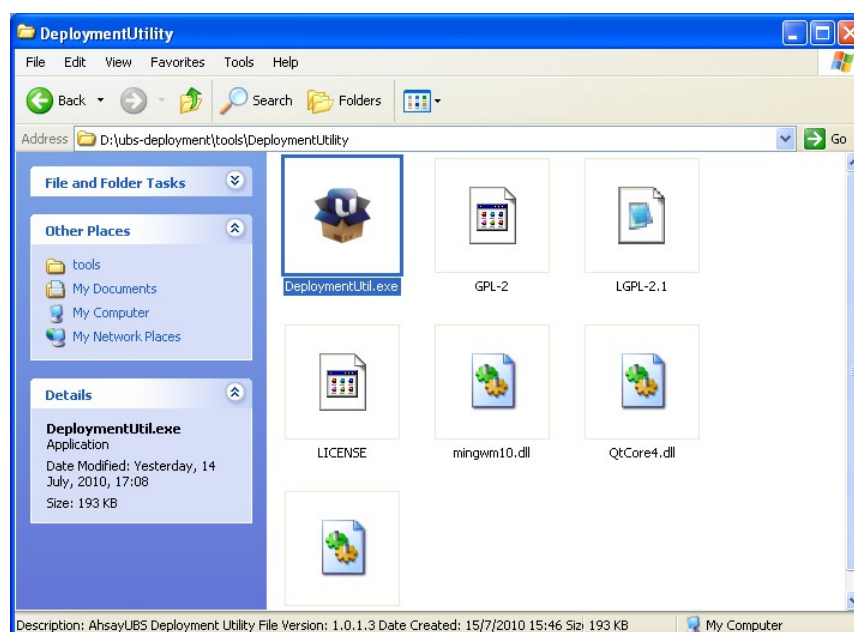 DeploymentUtility
File Edit View Favorites Tools Help
Back Search Folders
Address D:\ubs-deployment\tools\DeploymentUtility Go
File and Folder Tasks
Other Places
tools
My Documents
My Computer
My Network Places
Details
DeploymentUtil.exe
Application
Date Modified: Yesterday, 14
July, 2010, 17:08
Size: 193 KB
U
DeploymentUtil.exe GPL-2 LGPL-2.1
LICENSE mingwm10.dll QtCore4.dll
Description: AhsayUBS Deployment Utility File Version: 1.0.1.3 Date Created: 15/7/2010 15:46 Siz 193 KB My Computer